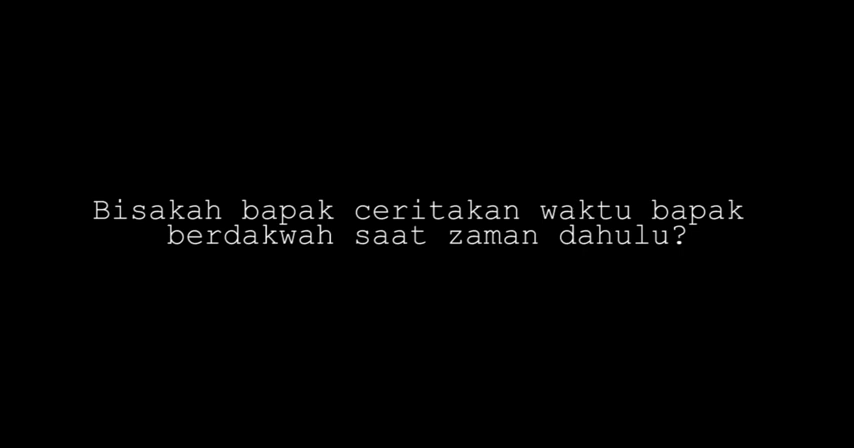 Bisakah bapak ceritakan waktu bapak
berdakwah saat zaman dahulu?